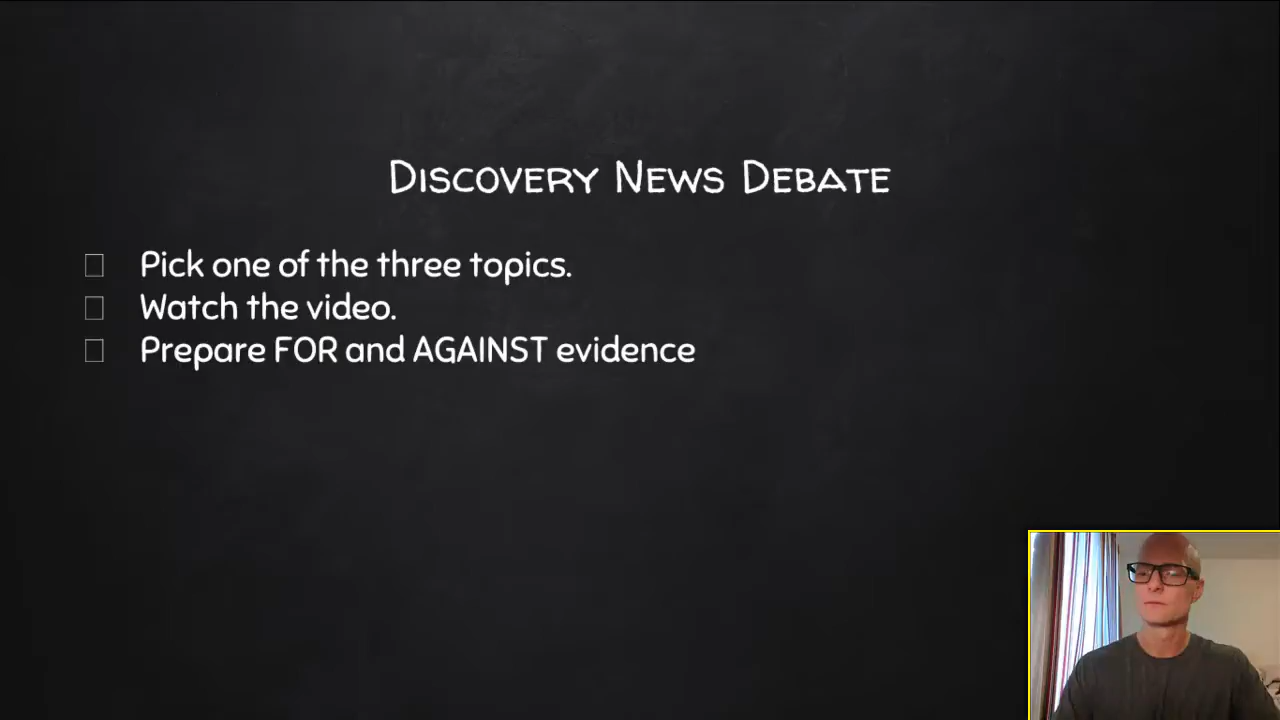 Discovery News Debate
Pick one of the three topics.
Watch the video.
Prepare FOR and AGAINST evidence